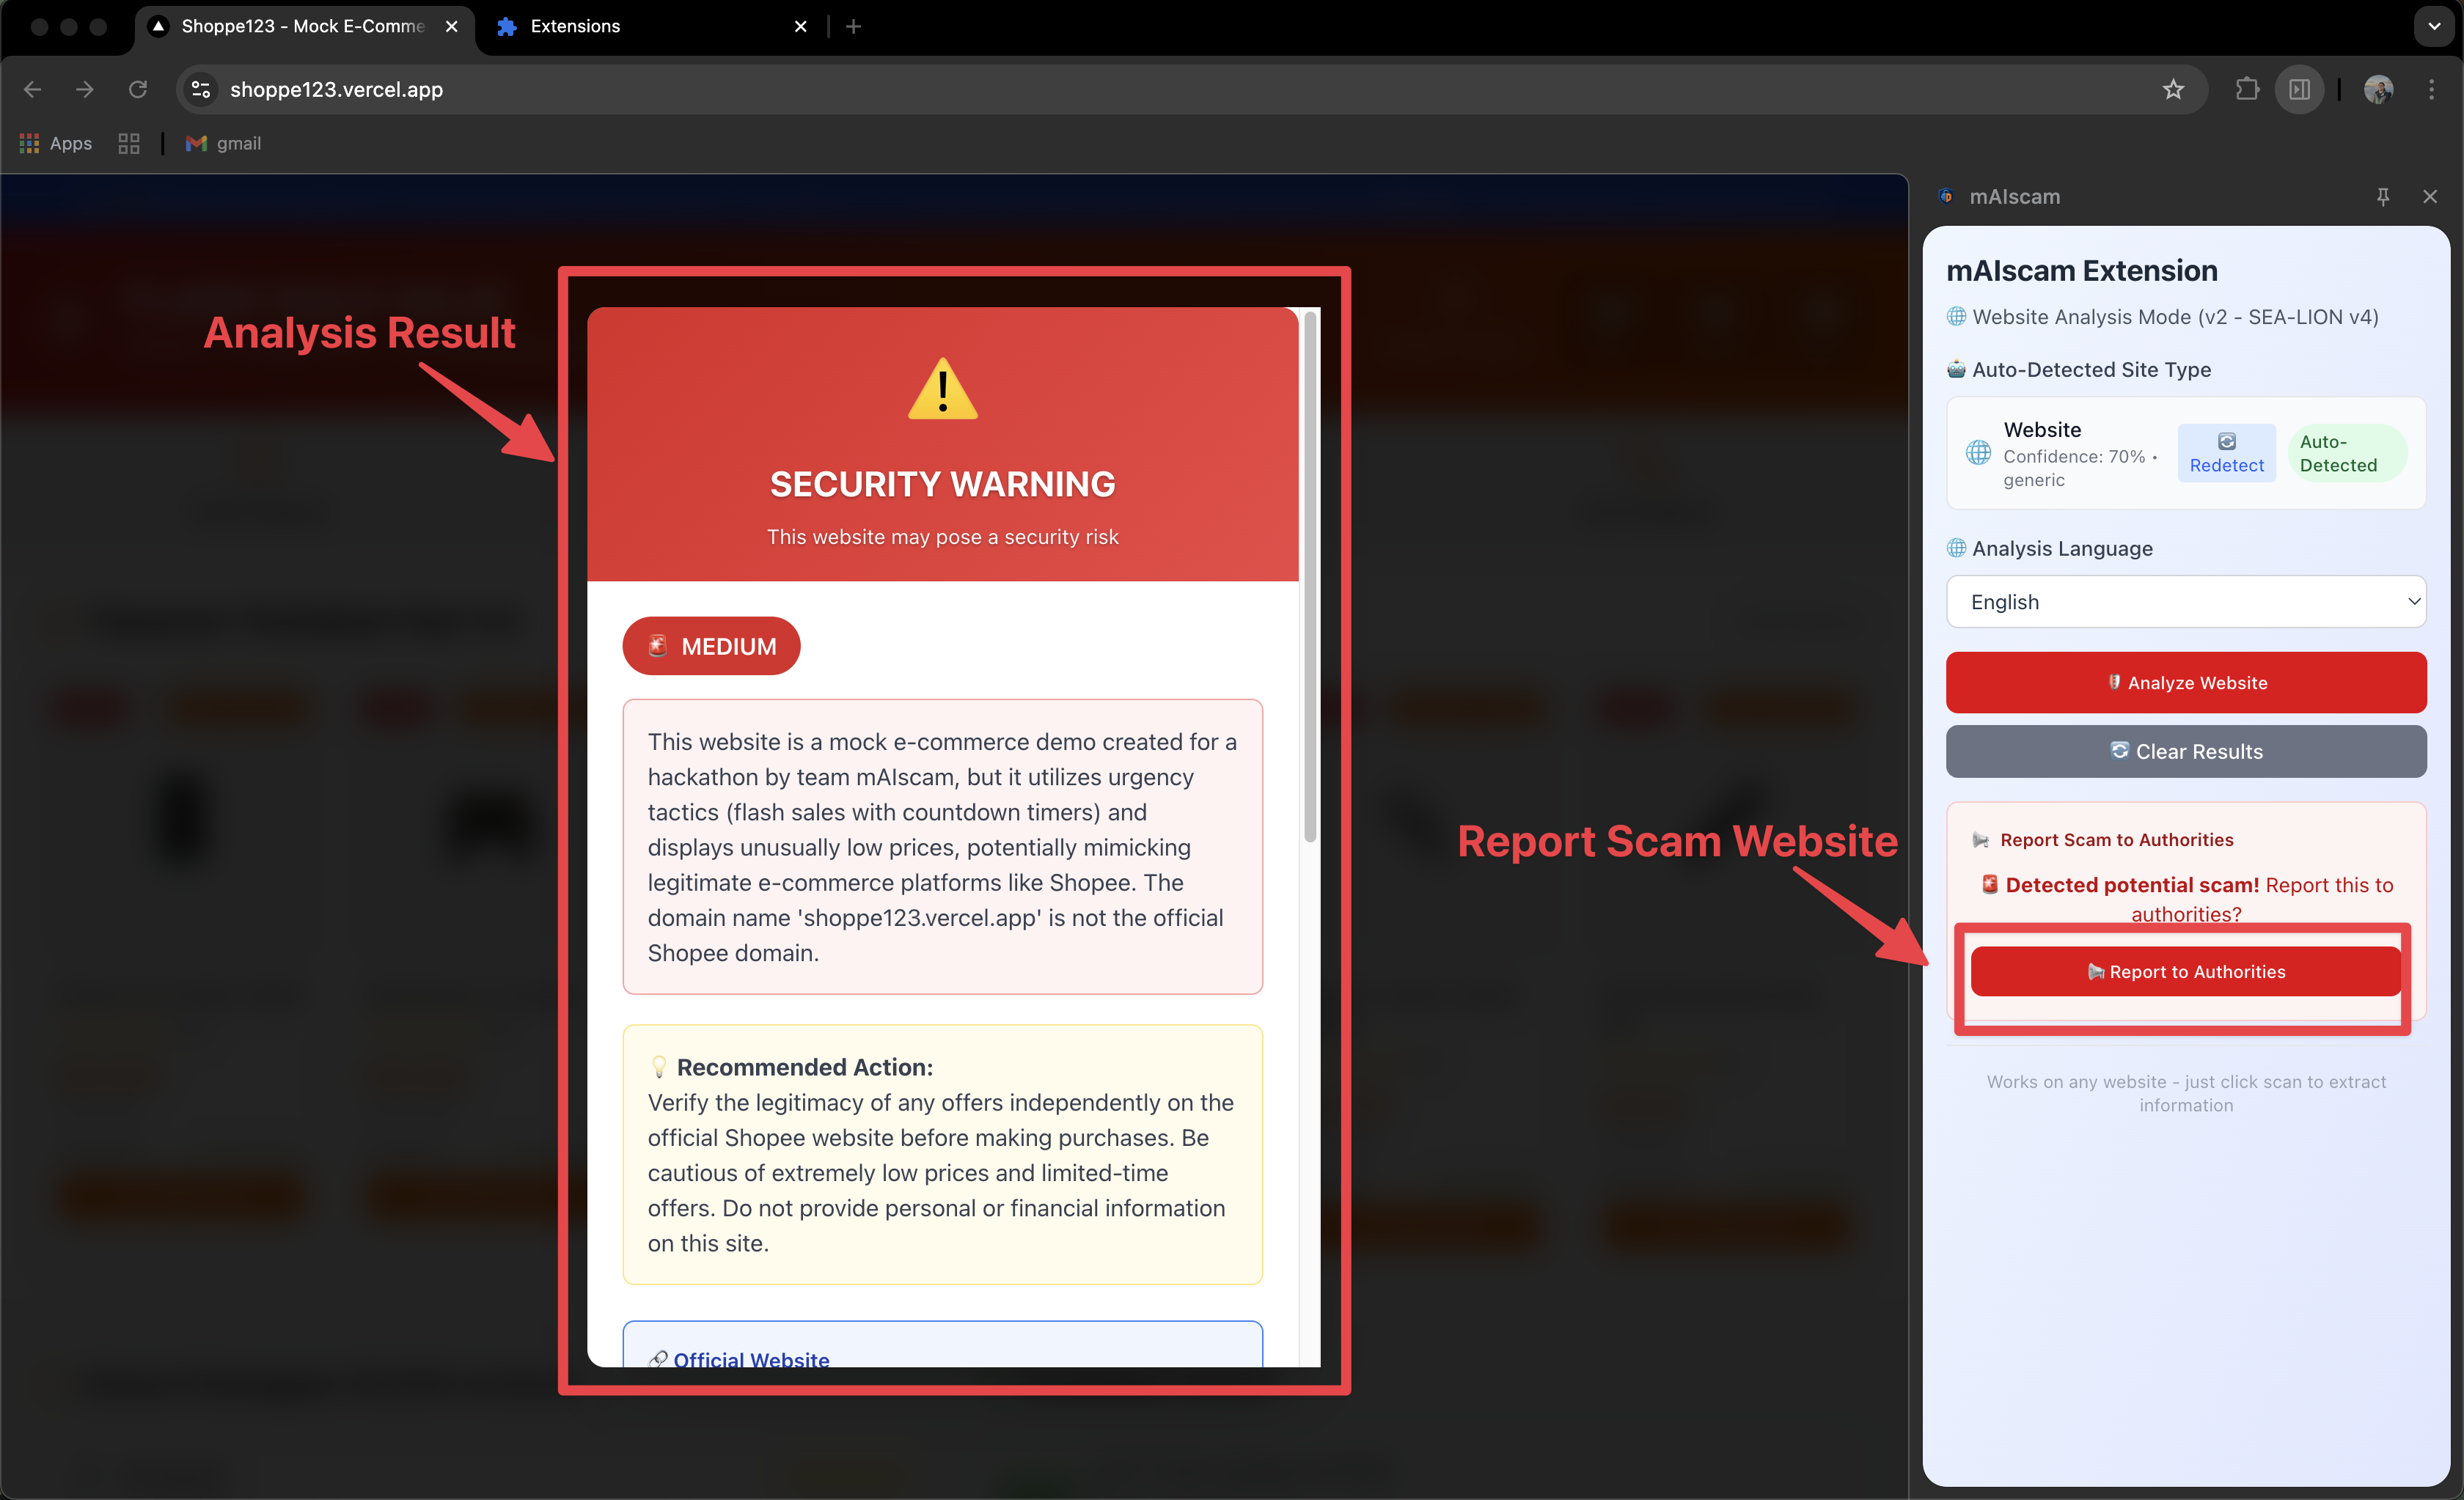 Shoppe123 - Mock E-Comme
Extensions
shoppe123.vercel.app
Apps
gmail
mAIscam
mAIscam Extension
Website Analysis Mode (v2 - SEA-LION v4)
Auto-Detected Site Type
Website
Confidence: 70% •
generic
Redetect
Auto-
Detected
Analysis Language
English
Analyze Website
Clear Results
Report Scam to Authorities
Detected potential scam! Report this to
authorities?
Report to Authorities
Works on any website - just click scan to extract
information
Analysis Result
Report Scam Website
SECURITY WARNING
This website may pose a security risk
MEDIUM
This website is a mock e-commerce demo created for a
hackathon by team mAIscam, but it utilizes urgency
tactics (flash sales with countdown timers) and
displays unusually low prices, potentially mimicking
legitimate e-commerce platforms like Shopee. The
domain name 'shoppe123.vercel.app' is not the official
Shopee domain.
Recommended Action:
Verify the legitimacy of any offers independently on the
official Shopee website before making purchases. Be
cautious of extremely low prices and limited-time
offers. Do not provide personal or financial information
on this site.
Official Website